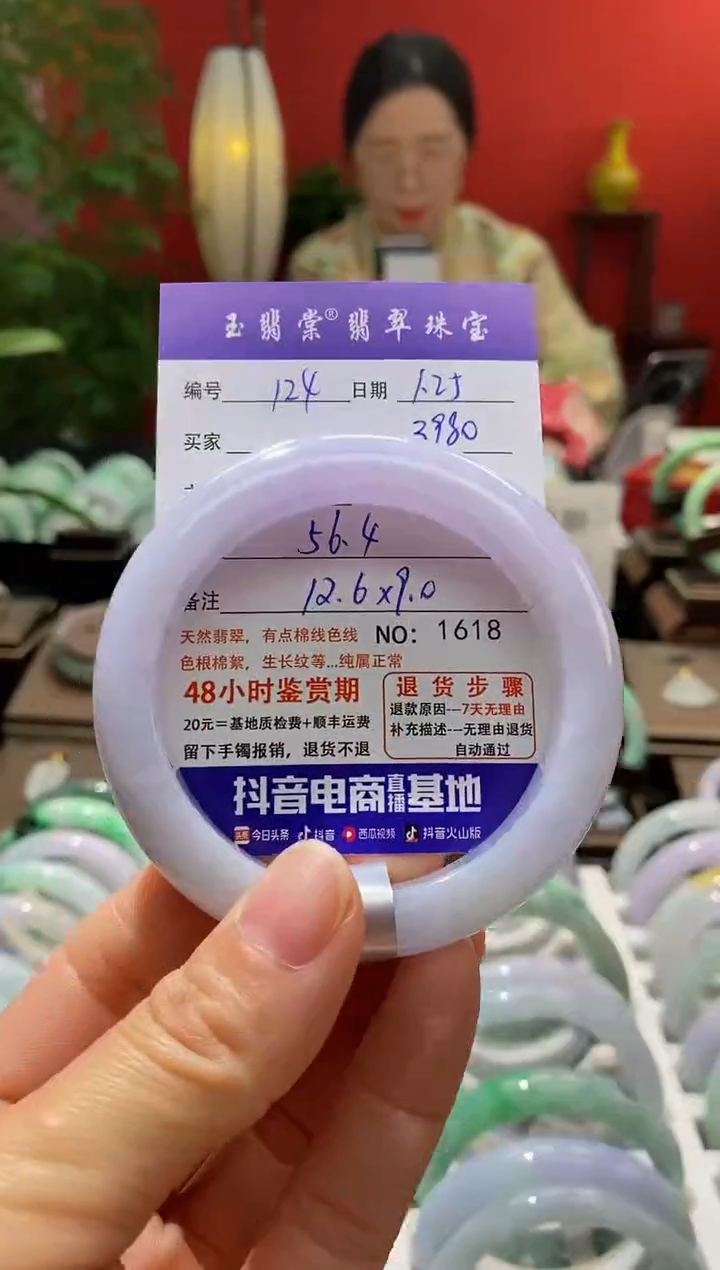 玉翡棠®翡翠珠宝
编号 124 日期 1.25
买家 2980
56.4
备注 12.6x9.0
天然翡翠，有点棉线色线 NO: 1618
色根棉絮，生长纹等...纯属正常
48小时鉴赏期
20元=基地质检费+顺丰运费
留下手镯报销，退货不退
退货步骤
退款原因---7天无理由
补充描述---无理由退货
自动通过
抖音电商直播基地
头条 今日头条 抖音 西瓜视频 抖音火山版